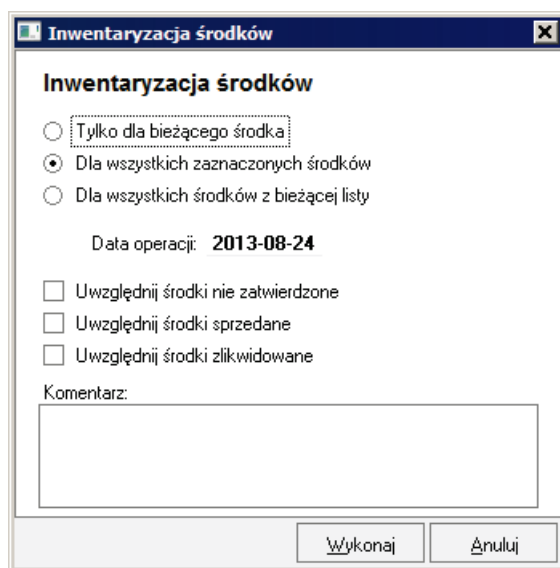 Inwentaryzacja środków
Inwentaryzacja środków
Tylko dla bieżącego środka
Dla wszystkich zaznaczonych środków
Dla wszystkich środków z bieżącej listy
Data operacji: 2013-08-24
Uwzględnij środki nie zatwierdzone
Uwzględnij środki sprzedane
Uwzględnij środki zlikwidowane
Komentarz:
Wykonaj Anuluj